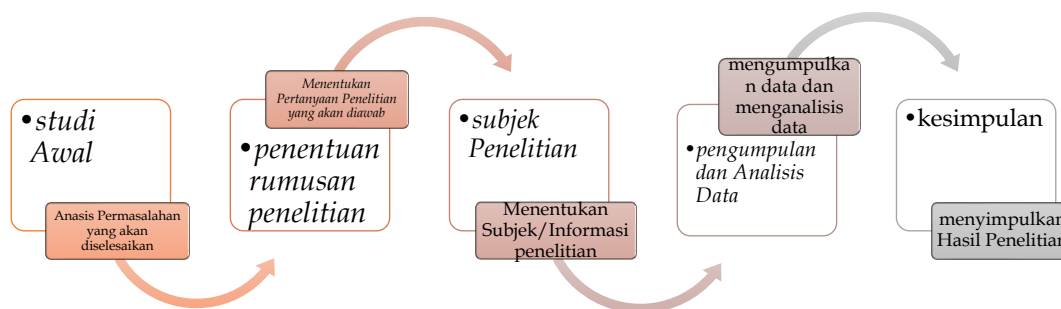 •studi
Awal
Anasis Permasalahan
yang akan
diselesaikan
Menentukan
Pertanyaan Penelitian
yang akan diawab
•penentuan
rumusan
penelitian
•subjek
Penelitian
Menentukan
Subjek/Informasi
penelitian
mengumpulka
n data dan
menganalisis
data
•pengumpulan
dan Analisis
Data
•kesimpulan
menyimpulkan
Hasil Penelitian